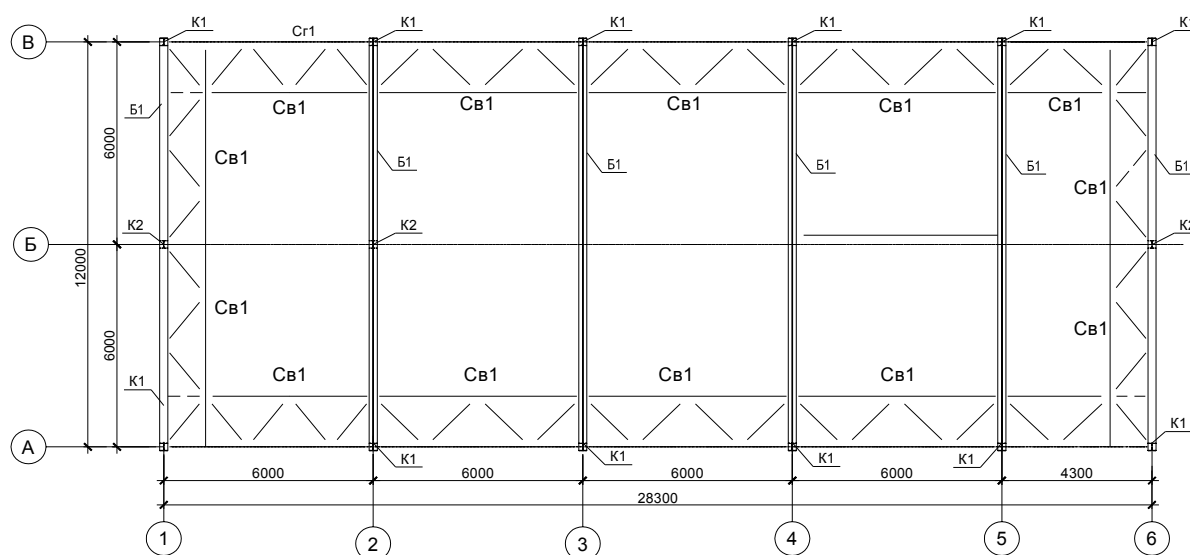 К1 К1 К1 К1 К1 К1
Сг1
В
Св1 Св1 Св1 Св1 Св1
Б1
6000
Св1 Б1 Б1 Б1 Б1 Б1
Св1
К2 К2 К2
Б
12000
Св1 Св1
6000
Св1 Св1 Св1 Св1
К1
К1
А
К1 К1 К1 К1
6000 6000 6000 6000 4300
28300
1 2 3 4 5 6